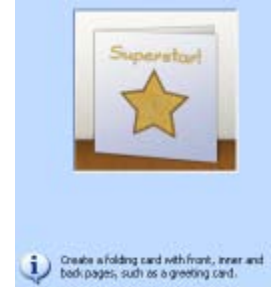 Superstar!
Create a folding card with front, inner and
back pages, such as a greeting card.